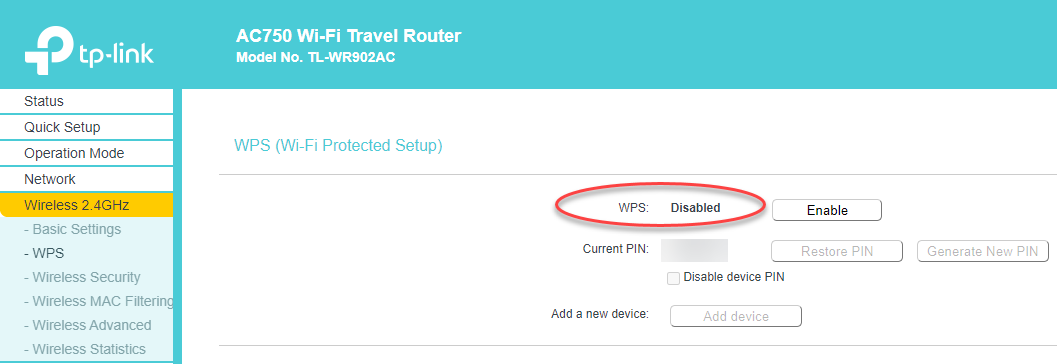 tp-link
AC750 Wi-Fi Travel Router
Model No. TL-WR902AC
Status
Quick Setup
Operation Mode
Network
Wireless 2.4GHz
- Basic Settings
- WPS
- Wireless Security
- Wireless MAC Filtering
- Wireless Advanced
- Wireless Statistics
WPS (Wi-Fi Protected Setup)
WPS: Disabled Enable
Current PIN: Restore PIN Generate New PIN
Disable device PIN
Add a new device: Add device